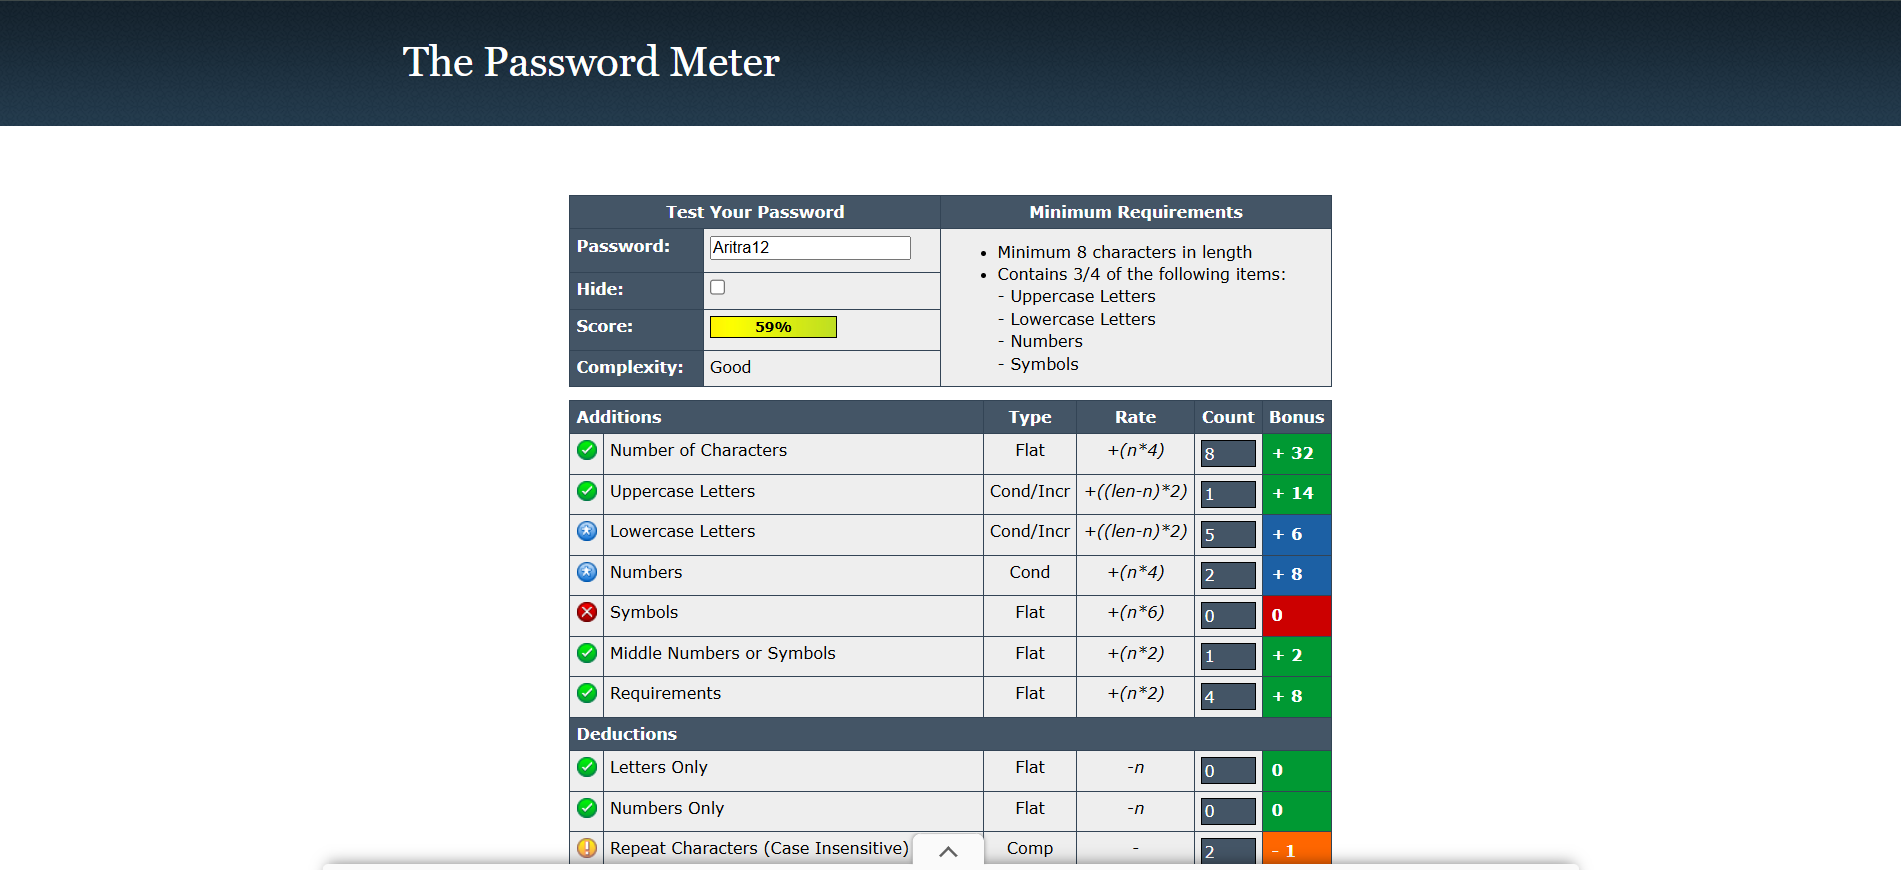 The Password Meter
Test Your Password Minimum Requirements
Password: Aritra12
Hide:
Score: 59%
Complexity: Good
• Minimum 8 characters in length
• Contains 3/4 of the following items:
- Uppercase Letters
- Lowercase Letters
- Numbers
- Symbols
Additions Type Rate Count Bonus
Number of Characters Flat +(n*4) 8 + 32
Uppercase Letters Cond/Incr +((len-n)*2) 1 + 14
Lowercase Letters Cond/Incr +((len-n)*2) 5 + 6
Numbers Cond +(n*4) 2 + 8
Symbols Flat +(n*6) 0 0
Middle Numbers or Symbols Flat +(n*2) 1 + 2
Requirements Flat +(n*2) 4 + 8
Deductions
Letters Only Flat -n 0 0
Numbers Only Flat -n 0 0
Repeat Characters (Case Insensitive) Comp - 2 - 1